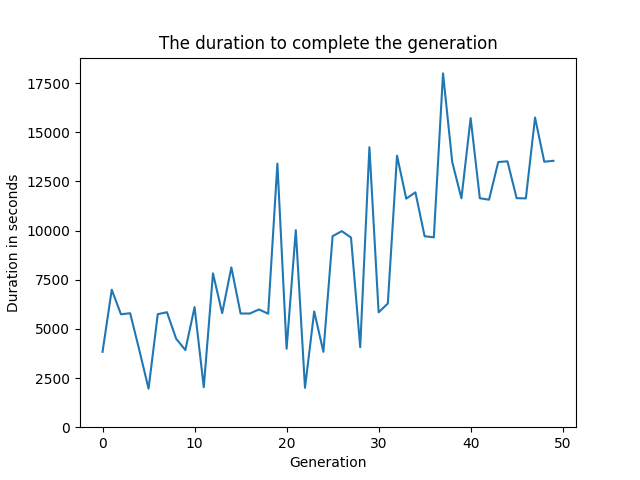 The duration to complete the generation
17500
15000
12500
10000
7500
5000
2500
0
Duration in seconds
0 10 20 30 40 50
Generation